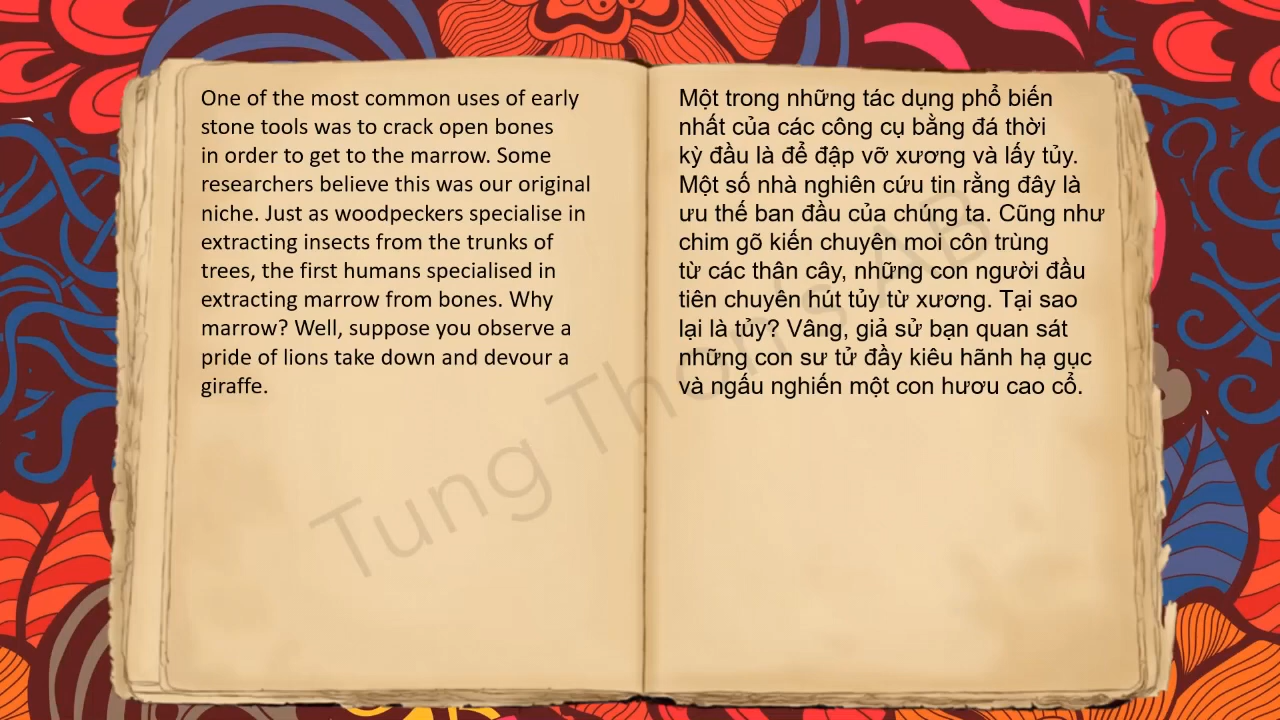 One of the most common uses of early
stone tools was to crack open bones
in order to get to the marrow. Some
researchers believe this was our original
niche. Just as woodpeckers specialise in
extracting insects from the trunks of
trees, the first humans specialised in
extracting marrow from bones. Why
marrow? Well, suppose you observe a
pride of lions take down and devour a
giraffe.
Một trong những tác dụng phổ biến
nhất của các công cụ bằng đá thời
kỳ đầu là để đập vỡ xương và lấy tủy.
Một số nhà nghiên cứu tin rằng đây là
ưu thế ban đầu của chúng ta. Cũng như
chim gõ kiến chuyên moi côn trùng
từ các thân cây, những con người đầu
tiên chuyên hút tủy từ xương. Tại sao
lại là tủy? Vâng, giả sử bạn quan sát
những con sư tử đầy kiêu hãnh hạ gục
và ngấu nghiến một con hươu cao cổ.